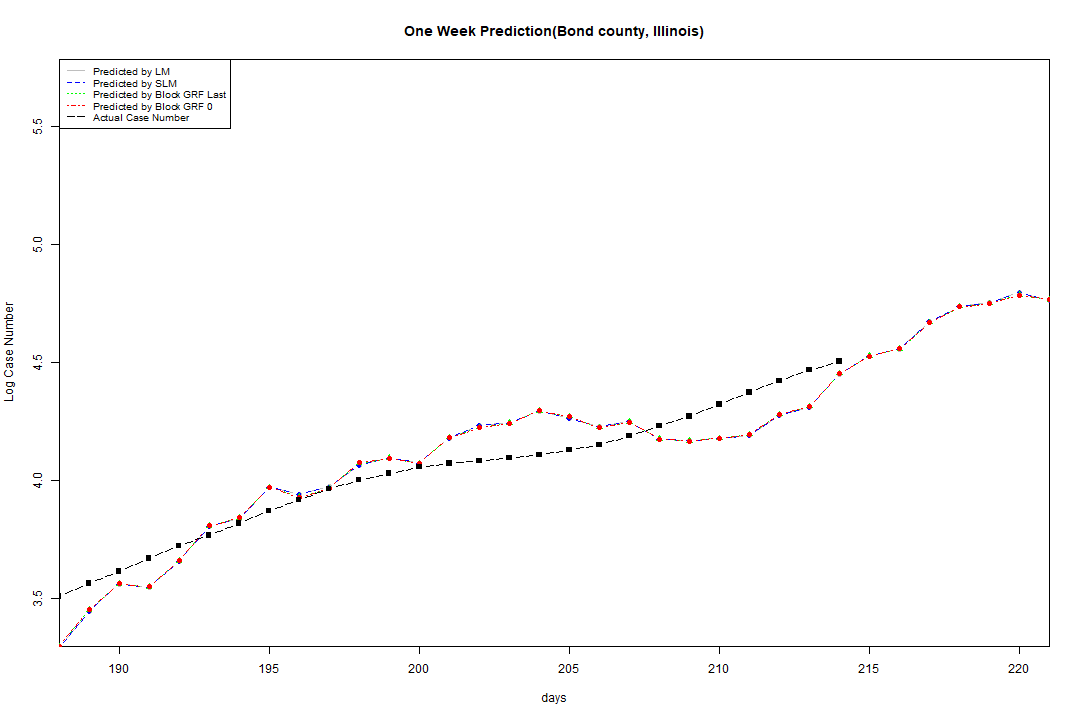 One Week Prediction(Bond county, Illinois)
Predicted by LM
Predicted by SLM
Predicted by Block GRF Last
Predicted by Block GRF 0
Actual Case Number
5.5
5.0
4.5
4.0
3.5
Log Case Number
190 195 200 205 210 215 220
days